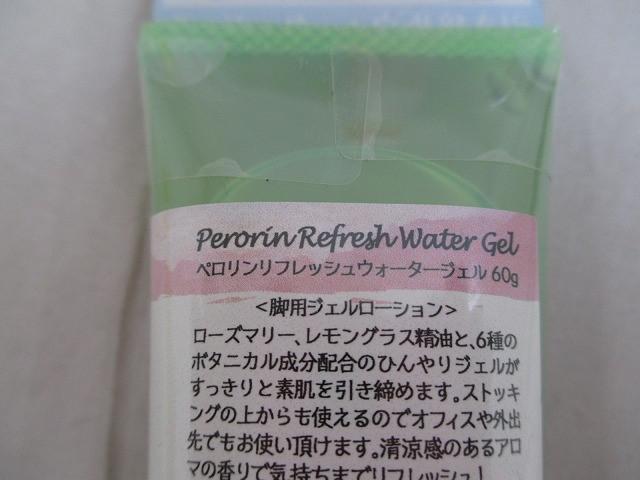 Perorin Refresh Water Gel
ペロリンリフレッシュウォータージェル 60g
<脚用ジェルローション>
ローズマリー、レモングラス精油と、6種の
ボタニカル成分配合のひんやりジェルが
すっきりと素肌を引き締めます。ストッキ
ングの上からも使えるのでオフィスや外出
先でもお使い頂けます。清涼感のあるアロ
マの香りで気持ちまでリフレッシュ!